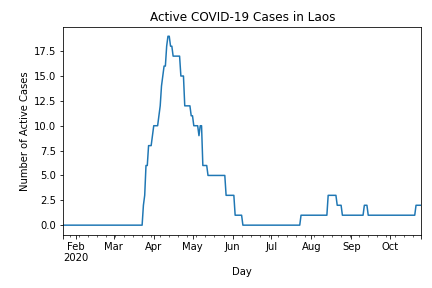 Active COVID-19 Cases in Laos
Number of Active Cases
17.5
15.0
12.5
10.0
7.5
5.0
2.5
0.0
Feb Mar Apr May Jun Jul Aug Sep Oct
2020
Day